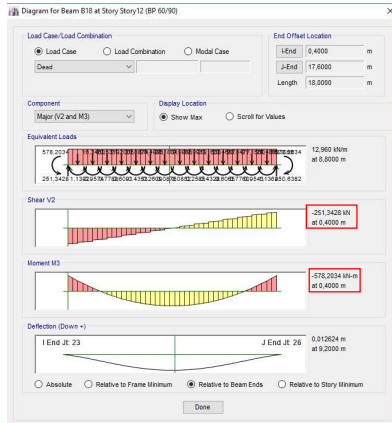 Diagram for Beam B18 at Story Story12 (BP 60/90)
Load Case/Load Combination
Load Case Load Combination Modal Case
Dead
End Offset Location
I-End 0,4000 m
J-End 17,6000 m
Length 18,0000 m
Component
Major (V2 and M3)
Display Location
Show Max Scroll for Values
Equivalent Loads
578,2034
251,3428
12,960 kN/m
at 8,8000 m
Shear V2
-251,3428 kN
at 0,4000 m
Moment M3
-578,2034 kN-m
at 0,4000 m
Deflection (Down +)
I End Jt: 23 J End Jt: 26
0,012624 m
at 9,2000 m
Absolute Relative to Frame Minimum Relative to Beam Ends Relative to Story Minimum
Done